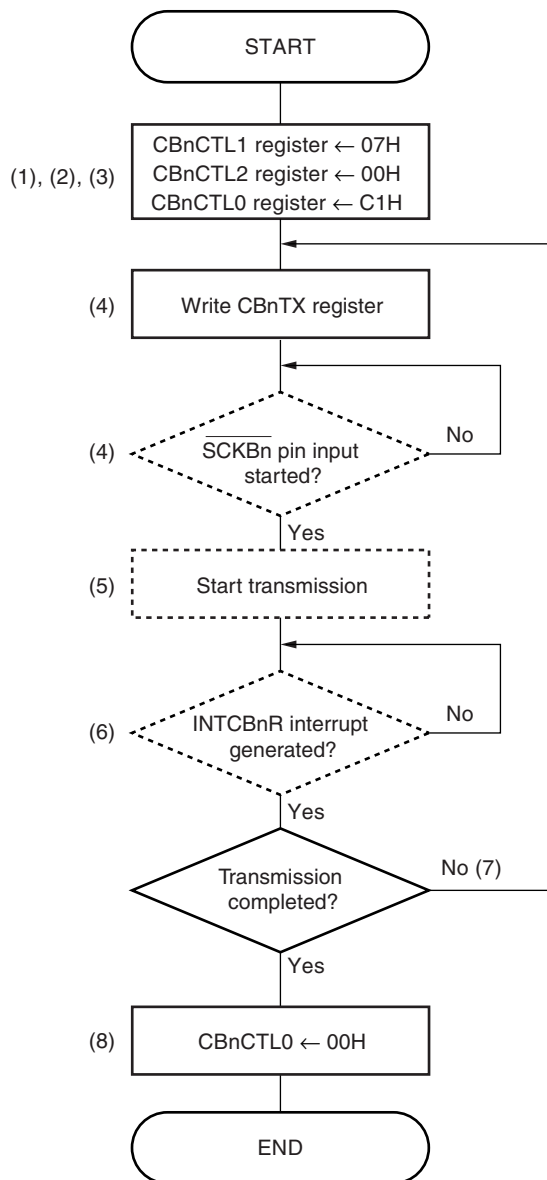 START
(1), (2), (3)
CBnCTL1 register ← 07H
CBnCTL2 register ← 00H
CBnCTL0 register ← C1H
(4)
Write CBnTX register
(4)
S̅C̅K̅B̅n̅ pin input
started?
No
Yes
(5)
Start transmission
(6)
INTCBnR interrupt
generated?
No
Yes
Transmission
completed?
No (7)
Yes
(8)
CBnCTL0 ← 00H
END